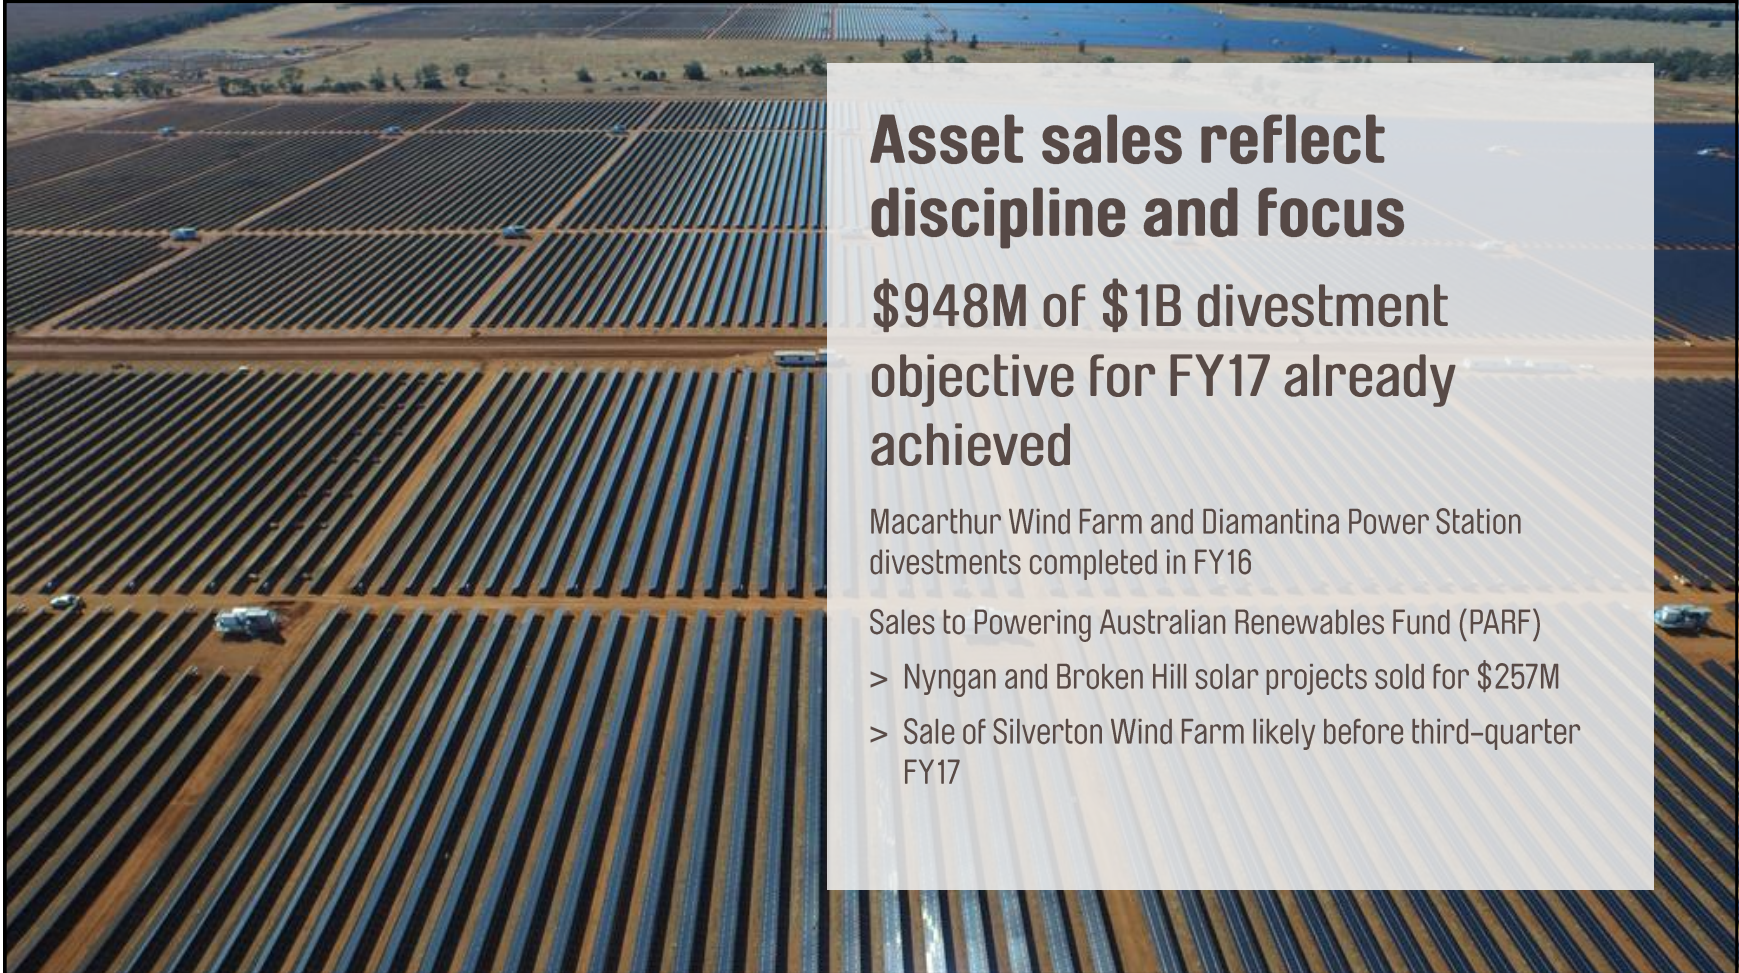 Asset sales reflect
discipline and focus
$948M of $1B divestment
objective for FY17 already
achieved
Macarthur Wind Farm and Diamantina Power Station
divestments completed in FY16
Sales to Powering Australian Renewables Fund (PARF)
> Nyngan and Broken Hill solar projects sold for $257M
> Sale of Silverton Wind Farm likely before third-quarter
FY17